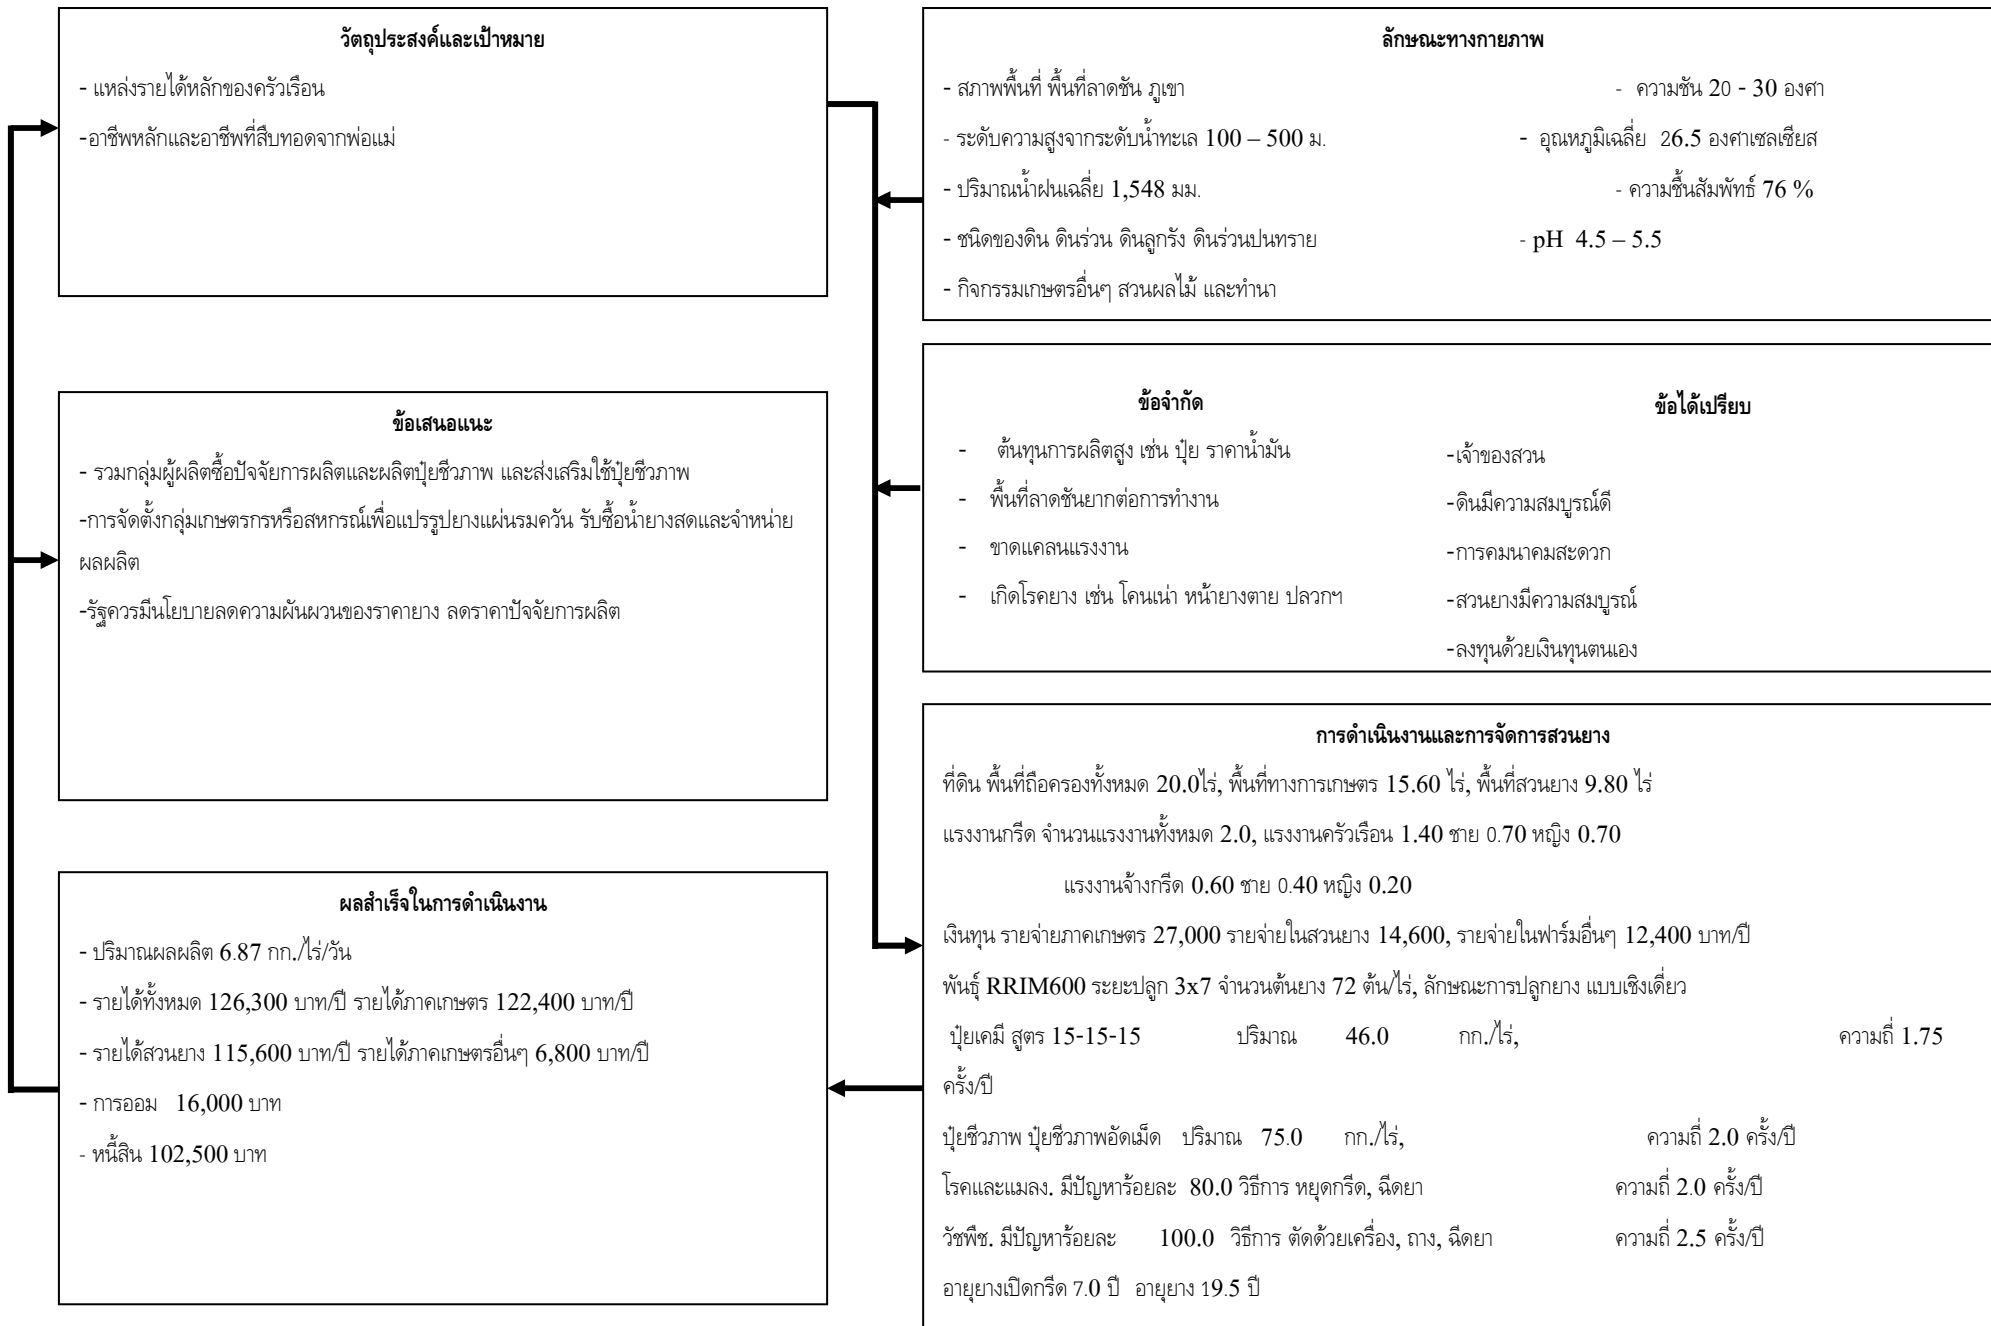 วัตถุประสงค์และเป้าหมาย
- แหล่งรายได้หลักของครัวเรือน
-อาชีพหลักและอาชีพที่สืบทอดจากพ่อแม่
ลักษณะทางกายภาพ
- สภาพพื้นที่ พื้นที่ลาดชัน ภูเขา - ความชัน 20 - 30 องศา
- ระดับความสูงจากระดับน้ำทะเล 100 – 500 ม. - อุณหภูมิเฉลี่ย 26.5 องศาเซลเซียส
- ปริมาณน้ำฝนเฉลี่ย 1,548 มม. - ความชื้นสัมพัทธ์ 76 %
- ชนิดของดิน ดินร่วน ดินลูกรัง ดินร่วนปนทราย - pH 4.5 – 5.5
- กิจกรรมเกษตรอื่นๆ สวนผลไม้ และทำนา
ข้อเสนอแนะ
- รวมกลุ่มผู้ผลิตซื้อปัจจัยการผลิตและผลิตปุ๋ยชีวภาพ และส่งเสริมใช้ปุ๋ยชีวภาพ
-การจัดตั้งกลุ่มเกษตรกรหรือสหกรณ์เพื่อแปรรูปยางแผ่นรมควัน รับซื้อน้ำยางสดและจำหน่าย
ผลผลิต
-รัฐควรมีนโยบายลดความผันผวนของราคายาง ลดราคาปัจจัยการผลิต
ข้อจำกัด
- ต้นทุนการผลิตสูง เช่น ปุ๋ย ราคาน้ำมัน
- พื้นที่ลาดชันยากต่อการทำงาน
- ขาดแคลนแรงงาน
- เกิดโรคยาง เช่น โคนเน่า หน้ายางตาย ปลวกฯ
ข้อได้เปรียบ
-เจ้าของสวน
-ดินมีความสมบูรณ์ดี
-การคมนาคมสะดวก
-สวนยางมีความสมบูรณ์
-ลงทุนด้วยเงินทุนตนเอง
ผลสำเร็จในการดำเนินงาน
- ปริมาณผลผลิต 6.87 กก./ไร่/วัน
- รายได้ทั้งหมด 126,300 บาท/ปี รายได้ภาคเกษตร 122,400 บาท/ปี
- รายได้สวนยาง 115,600 บาท/ปี รายได้ภาคเกษตรอื่นๆ 6,800 บาท/ปี
- การออม 16,000 บาท
- หนี้สิน 102,500 บาท
การดำเนินงานและการจัดการสวนยาง
ที่ดิน พื้นที่ถือครองทั้งหมด 20.0ไร่, พื้นที่ทางการเกษตร 15.60 ไร่, พื้นที่สวนยาง 9.80 ไร่
แรงงานกรีด จำนวนแรงงานทั้งหมด 2.0, แรงงานครัวเรือน 1.40 ชาย 0.70 หญิง 0.70
แรงงานจ้างกรีด 0.60 ชาย 0.40 หญิง 0.20
เงินทุน รายจ่ายภาคเกษตร 27,000 รายจ่ายในสวนยาง 14,600, รายจ่ายในฟาร์มอื่นๆ 12,400 บาท/ปี
พันธุ์ RRIM600 ระยะปลูก 3x7 จำนวนต้นยาง 72 ต้น/ไร่, ลักษณะการปลูกยาง แบบเชิงเดี่ยว
ปุ๋ยเคมี สูตร 15-15-15 ปริมาณ 46.0 กก./ไร่, ความถี่ 1.75
ครั้ง/ปี
ปุ๋ยชีวภาพ ปุ๋ยชีวภาพอัดเม็ด ปริมาณ 75.0 กก./ไร่, ความถี่ 2.0 ครั้ง/ปี
โรคและแมลง. มีปัญหาร้อยละ 80.0 วิธีการ หยุดกรีด, ฉีดยา ความถี่ 2.0 ครั้ง/ปี
วัชพืช. มีปัญหาร้อยละ 100.0 วิธีการ ตัดด้วยเครื่อง, ถาง, ฉีดยา ความถี่ 2.5 ครั้ง/ปี
อายุยางเปิดกรีด 7.0 ปี อายุยาง 19.5 ปี